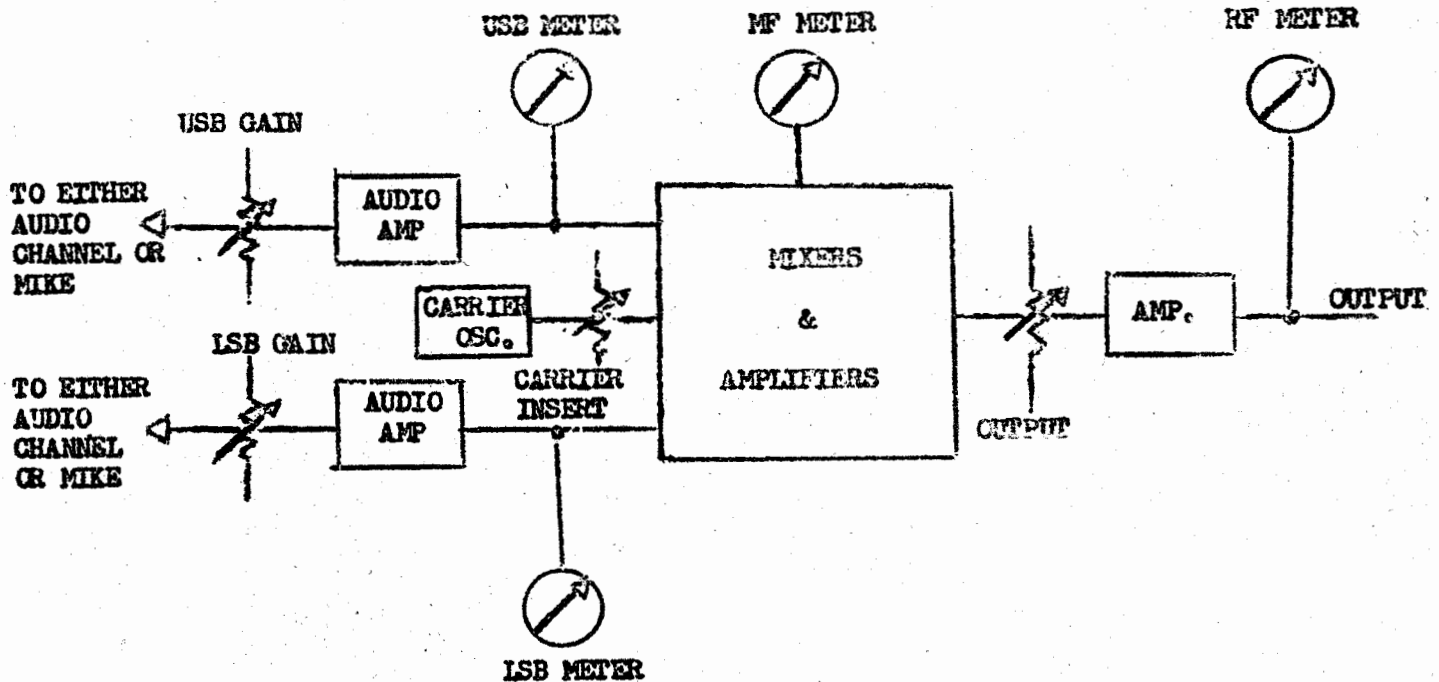 USB METER
MF METER
RF METER
USB GAIN
TO EITHER
AUDIO
CHANNEL OR
MIKE
AUDIO
AMP
MIXERS
&
AMPLIFIERS
CARRIER
OSC.
CARRIER
INSERT
LSB GAIN
TO EITHER
AUDIO
CHANNEL
OR MIKE
AUDIO
AMP
OUTPUT
AMP.
OUTPUT
LSB METER